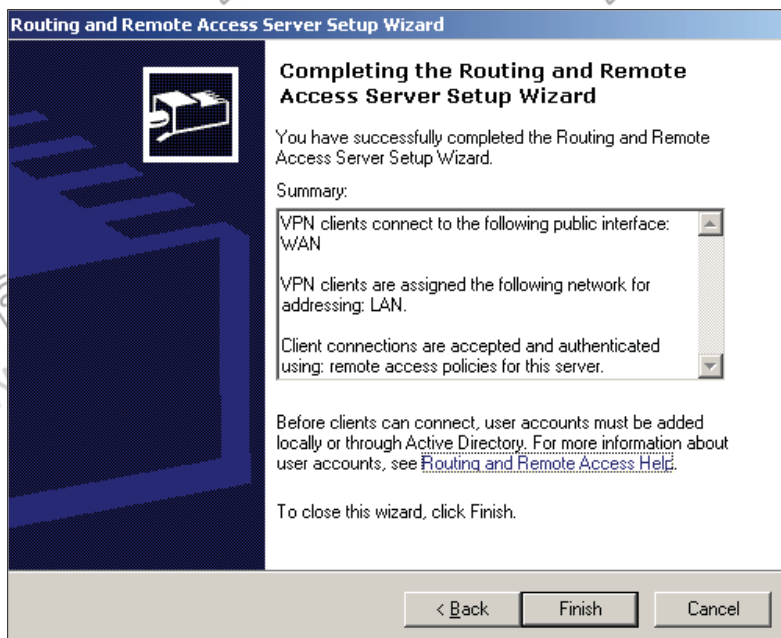 Routing and Remote Access Server Setup Wizard
Completing the Routing and Remote
Access Server Setup Wizard
You have successfully completed the Routing and Remote
Access Server Setup Wizard.
Summary:
VPN clients connect to the following public interface:
WAN
VPN clients are assigned the following network for
addressing: LAN.
Client connections are accepted and authenticated
using: remote access policies for this server.
Before clients can connect, user accounts must be added
locally or through Active Directory. For more information about
user accounts, see Routing and Remote Access Help.
To close this wizard, click Finish.
< Back Finish Cancel